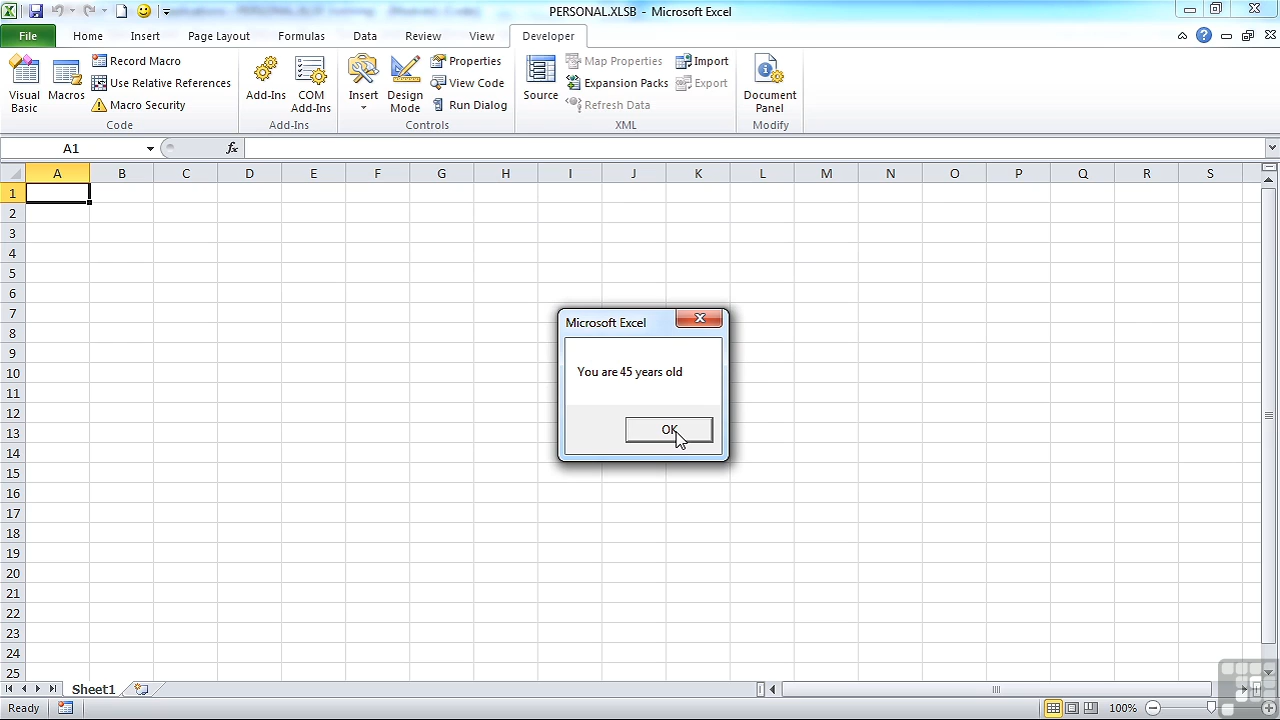 PERSONAL.XLSB - Microsoft Excel
File Home Insert Page Layout Formulas Data Review View Developer
Visual Basic
Macros
Record Macro
Use Relative References
Macro Security
Code
Add-Ins
COM Add-Ins
Add-Ins
Insert
Design Mode
Properties
View Code
Run Dialog
Controls
Source
Map Properties
Expansion Packs
Refresh Data
Import
Export
XML
Document Panel
Modify
A1 fx
A B C D E F G H I J K L M N O P Q R S
1
2
3
4
5
6
7
8
9
10
11
12
13
14
15
16
17
18
19
20
21
22
23
24
25
Microsoft Excel
You are 45 years old
OK
Sheet1
Ready 100%